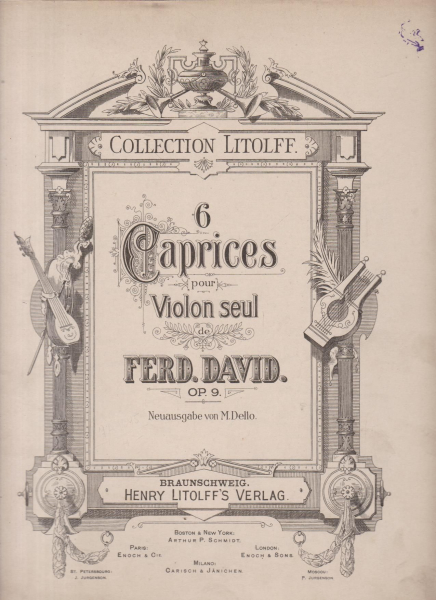 COLLECTION LITOLFF.
6
Caprices
pour
Violon seul
de
FERD. DAVID.
OP. 9.
Neuausgabe von M. Dello.
BRAUNSCHWEIG.
HENRY LITOLFF'S VERLAG.
BOSTON & NEW YORK:
ARTHUR P. SCHMIDT.
PARIS:
ENOCH & CIE.
LONDON:
ENOCH & SONS.
MILANO:
CARISCH & JÄNICHEN
ST. PETERSBOURG:
J. JURGENSON.
MOSCOU:
P. JURGENSON.